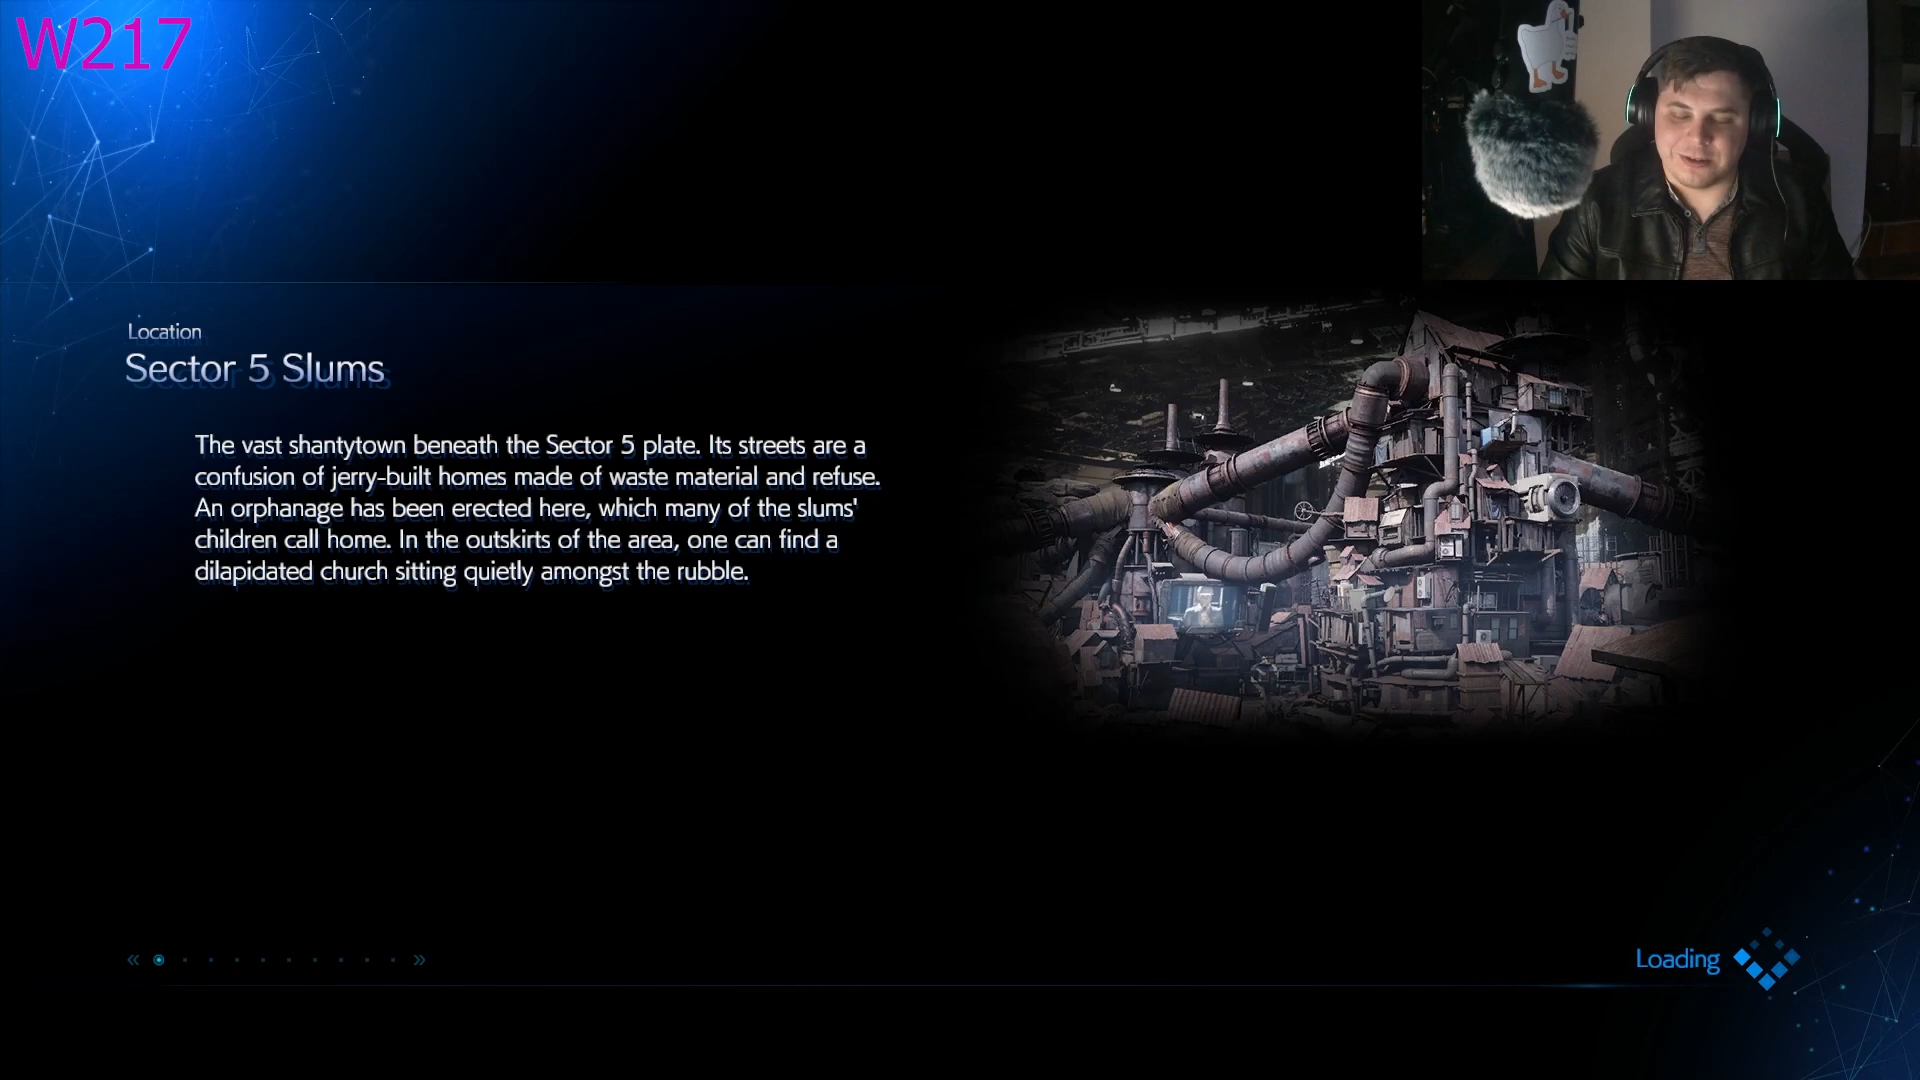 W217
Location
Sector 5 Slums
The vast shantytown beneath the Sector 5 plate. Its streets are a
confusion of jerry-built homes made of waste material and refuse.
An orphanage has been erected here, which many of the slums'
children call home. In the outskirts of the area, one can find a
dilapidated church sitting quietly amongst the rubble.
Loading